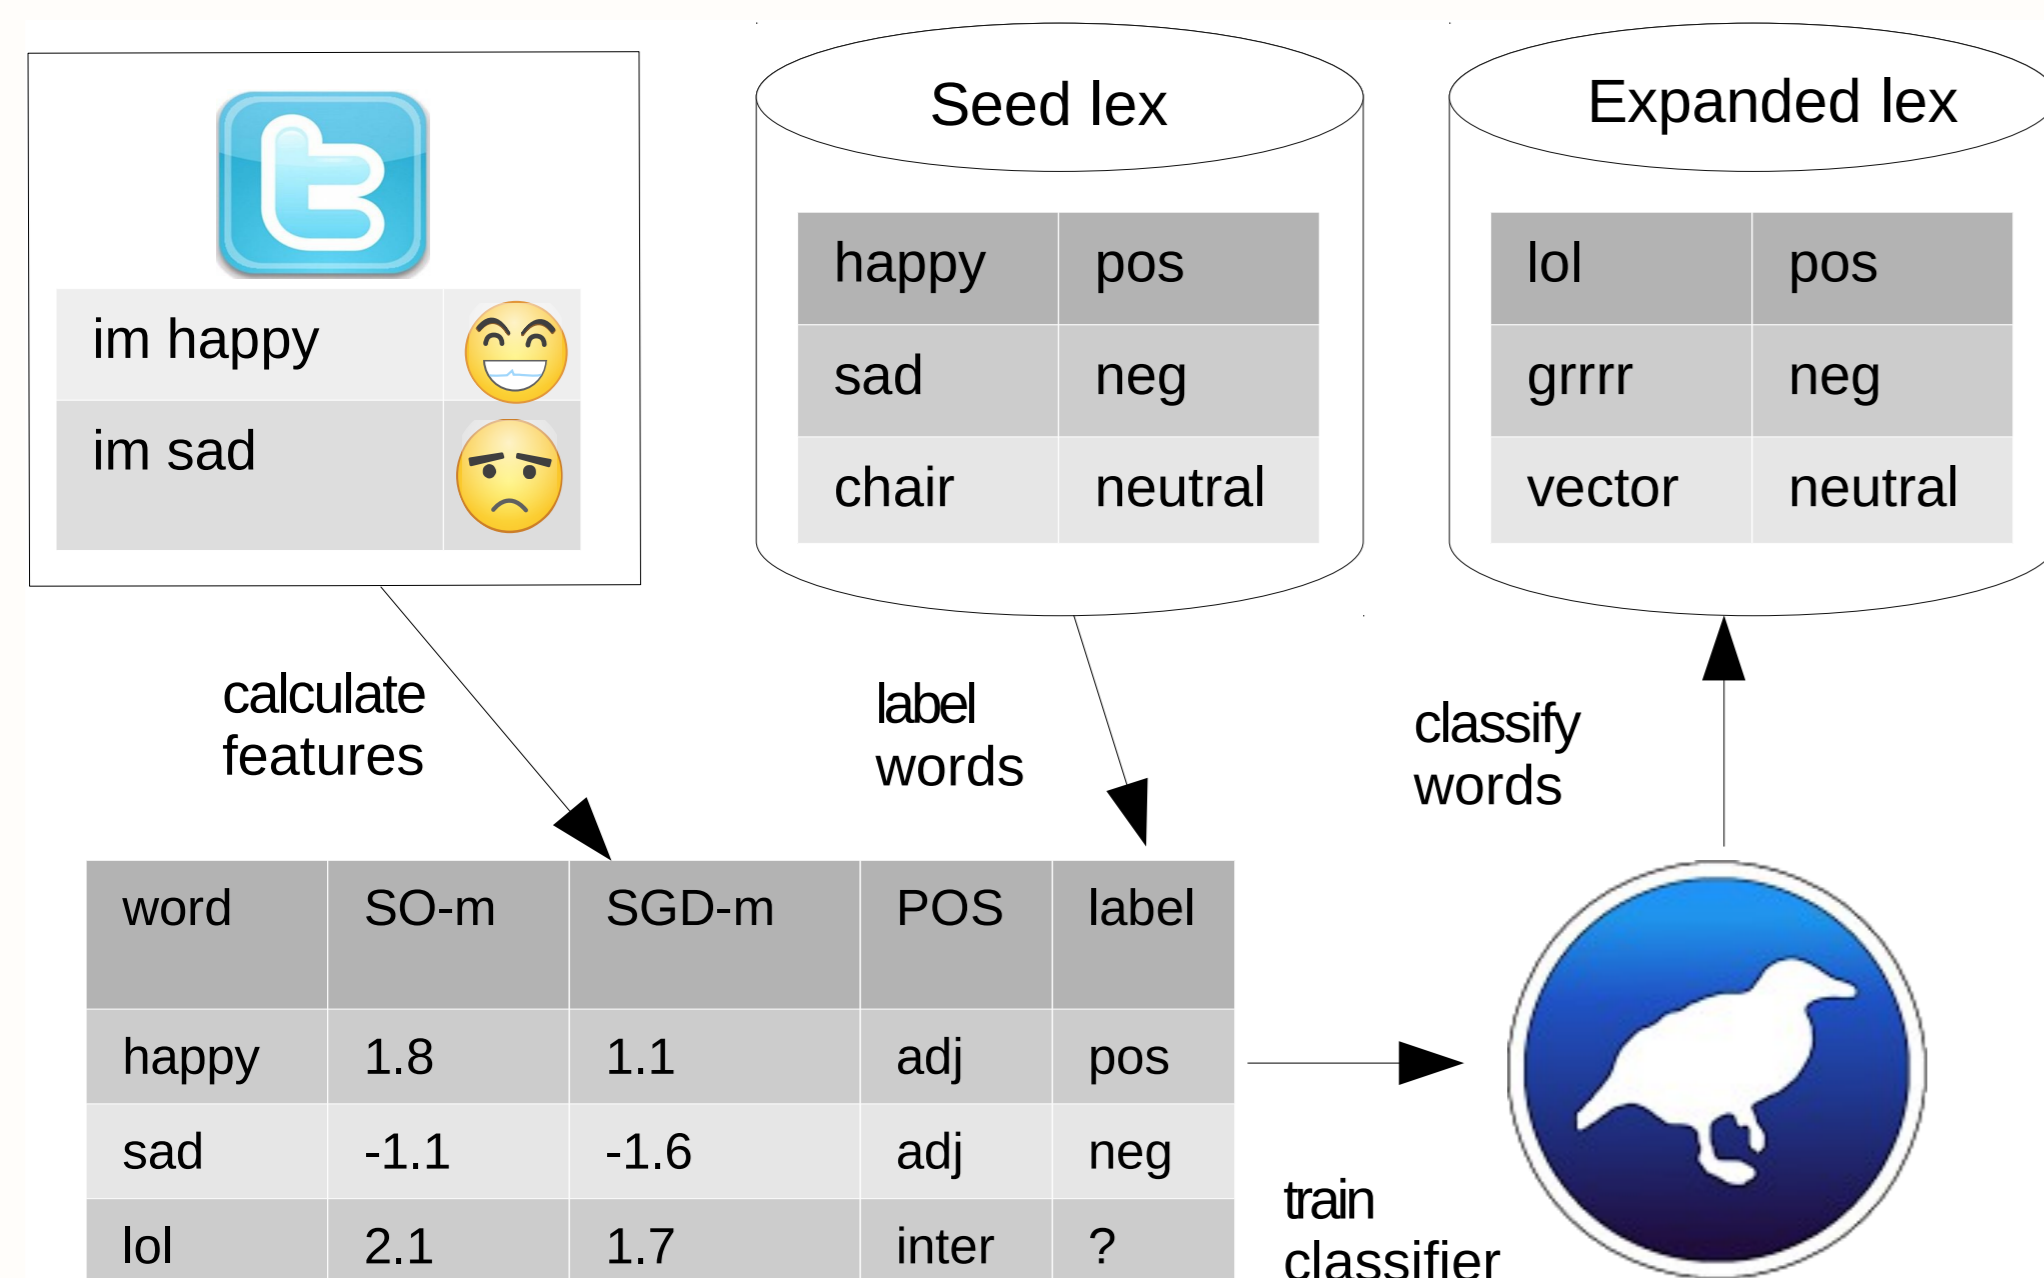 im happy
im sad
Seed lex
happy pos
sad neg
chair neutral
Expanded lex
lol pos
grrrr neg
vector neutral
calculate
features
label
words
classify
words
word SO-m SGD-m POS label
happy 1.8 1.1 adj pos
sad -1.1 -1.6 adj neg
lol 2.1 1.7 inter ?
train
classifier